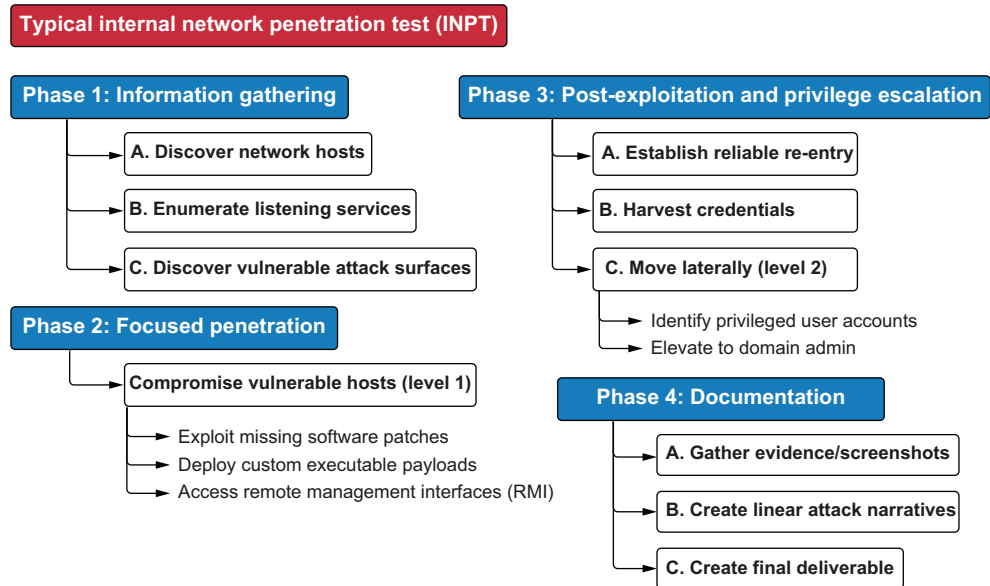 Typical internal network penetration test (INPT)
Phase 1: Information gathering
A. Discover network hosts
B. Enumerate listening services
C. Discover vulnerable attack surfaces
Phase 2: Focused penetration
Compromise vulnerable hosts (level 1)
Exploit missing software patches
Deploy custom executable payloads
Access remote management interfaces (RMI)
Phase 3: Post-exploitation and privilege escalation
A. Establish reliable re-entry
B. Harvest credentials
C. Move laterally (level 2)
Identify privileged user accounts
Elevate to domain admin
Phase 4: Documentation
A. Gather evidence/screenshots
B. Create linear attack narratives
C. Create final deliverable